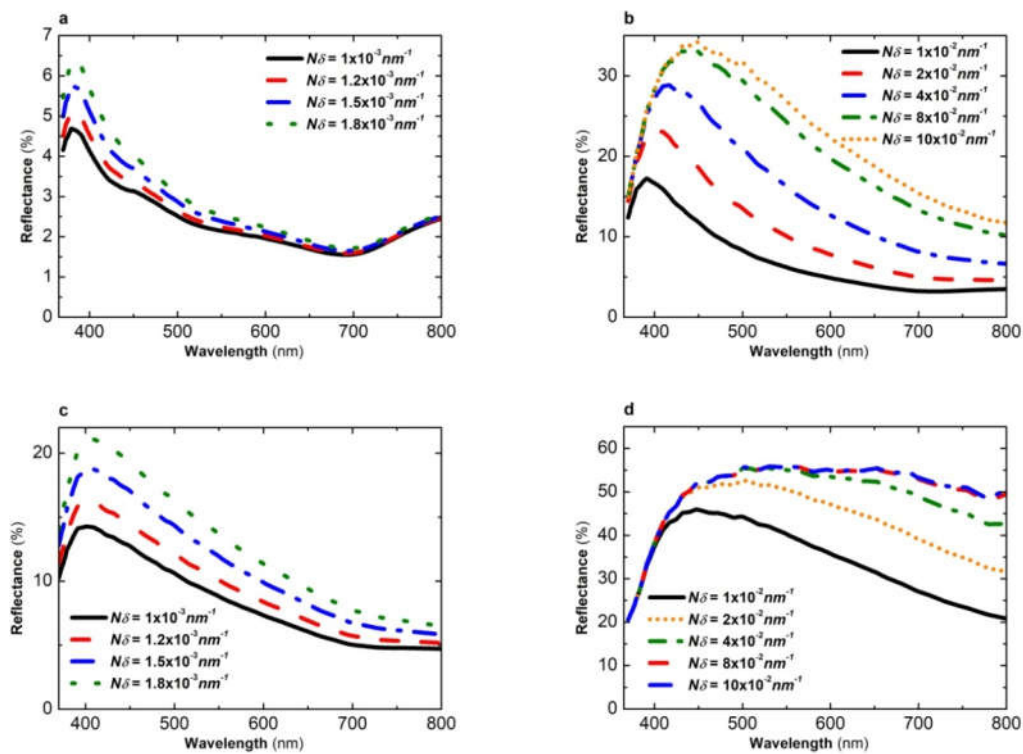 a
7
6
5
4
3
2
1
0
Reflectance (%)
400 500 600 700 800
Wavelength (nm)
Nδ = 1x10⁻³nm⁻¹
Nδ = 1.2x10⁻³nm⁻¹
Nδ = 1.5x10⁻³nm⁻¹
Nδ = 1.8x10⁻³nm⁻¹
b
30
20
10
0
Reflectance (%)
400 500 600 700 800
Wavelength (nm)
Nδ = 1x10⁻²nm⁻¹
Nδ = 2x10⁻²nm⁻¹
Nδ = 4x10⁻²nm⁻¹
Nδ = 8x10⁻²nm⁻¹
Nδ = 10x10⁻²nm⁻¹
c
20
10
0
Reflectance (%)
400 500 600 700 800
Wavelength (nm)
Nδ = 1x10⁻³nm⁻¹
Nδ = 1.2x10⁻³nm⁻¹
Nδ = 1.5x10⁻³nm⁻¹
Nδ = 1.8x10⁻³nm⁻¹
d
60
50
40
30
20
10
0
Reflectance (%)
400 500 600 700 800
Wavelength (nm)
Nδ = 1x10⁻²nm⁻¹
Nδ = 2x10⁻²nm⁻¹
Nδ = 4x10⁻²nm⁻¹
Nδ = 8x10⁻²nm⁻¹
Nδ = 10x10⁻²nm⁻¹